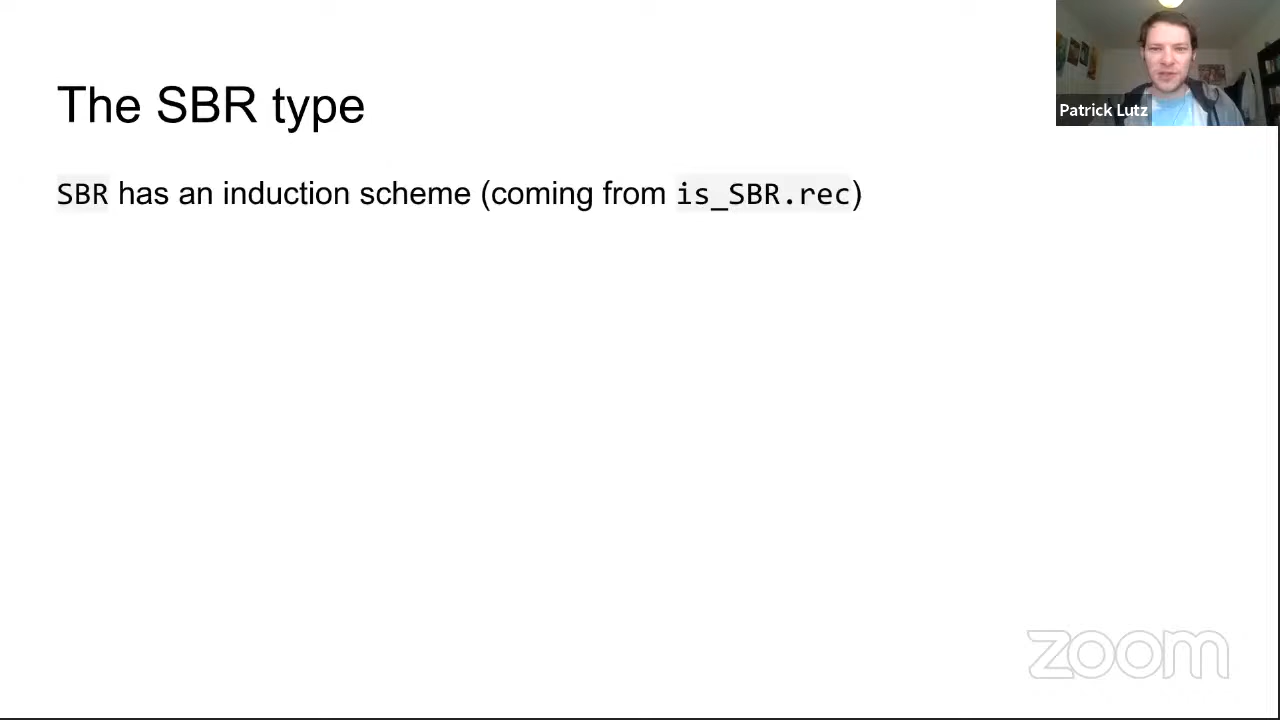 The SBR type
Patrick Lutz
SBR has an induction scheme (coming from is_SBR.rec)
zoom